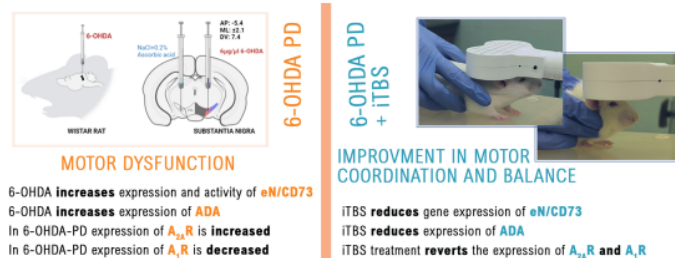 6-OHDA
NaCl+0.2%
Ascorbic acid
AP: -5.4
ML: ±2.1
DV: 7.4
6µg/µl 6-OHDA
WISTAR RAT
SUBSTANTIA NIGRA
6-OHDA PD
MOTOR DYSFUNCTION
6-OHDA increases expression and activity of eN/CD73
6-OHDA increases expression of ADA
In 6-OHDA-PD expression of A2AR is increased
In 6-OHDA-PD expression of A1R is decreased
6-OHDA PD
+ iTBS
IMPROVMENT IN MOTOR
COORDINATION AND BALANCE
iTBS reduces gene expression of eN/CD73
iTBS reduces expression of ADA
iTBS treatment reverts the expression of A2AR and A1R